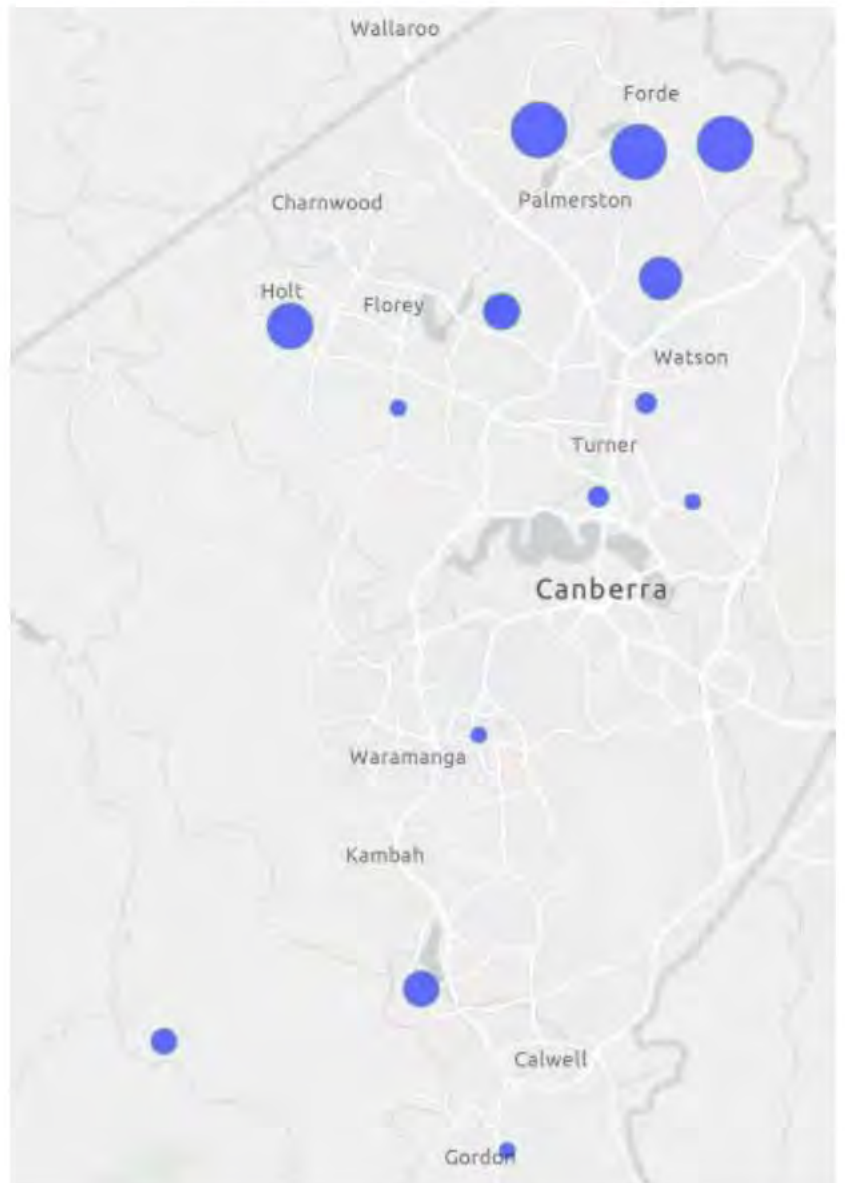 Wallaroo
Forde
Charnwood
Palmerston
Holt
Florey
Watson
Turner
Canberra
Waramanga
Kambah
Calwell
Gordon